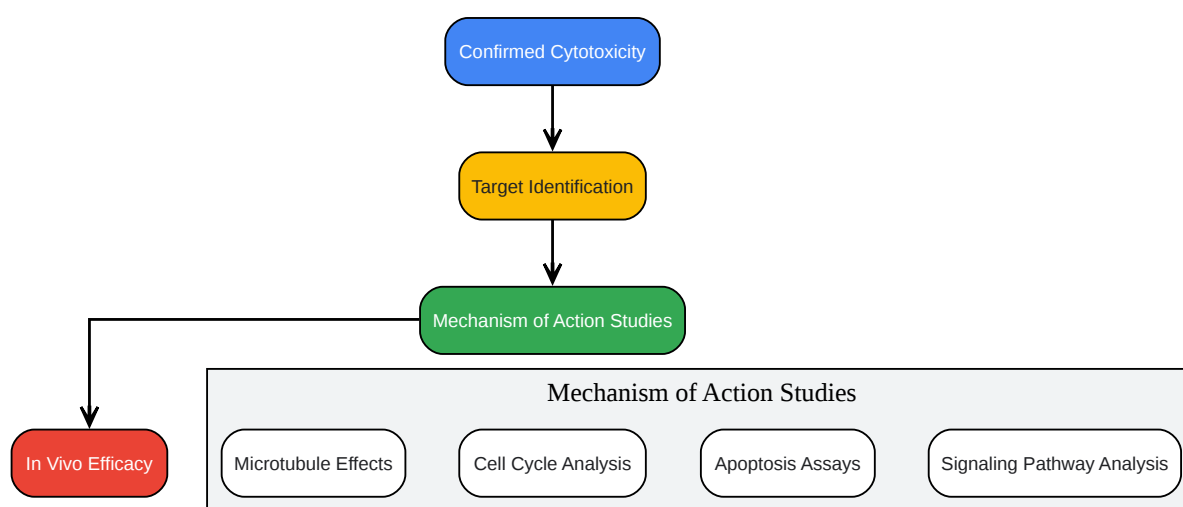 Confirmed Cytotoxicity
Target Identification
Mechanism of Action Studies
Mechanism of Action Studies
In Vivo Efficacy
Microtubule Effects
Cell Cycle Analysis
Apoptosis Assays
Signaling Pathway Analysis